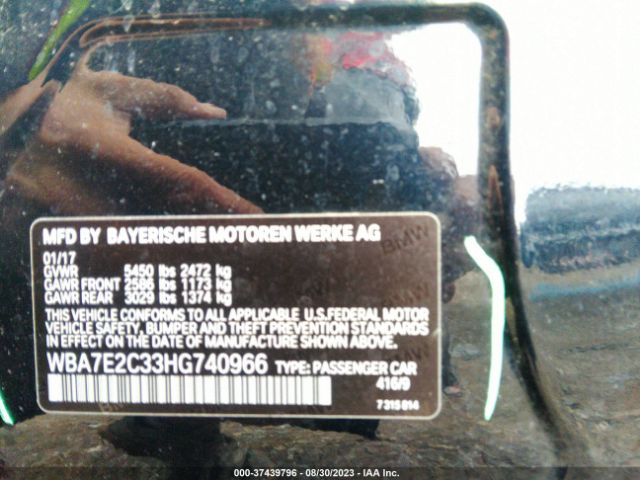 MFD BY BAYERISCHE MOTOREN WERKE AG
01/17
GVWR 5450 lbs 2472 kg
GAWR FRONT 2586 lbs 1173 kg
GAWR REAR 3029 lbs 1374 kg
THIS VEHICLE CONFORMS TO ALL APPLICABLE U.S.FEDERAL MOTOR
VEHICLE SAFETY, BUMPER AND THEFT PREVENTION STANDARDS
IN EFFECT ON THE DATE OF MANUFACTURE SHOWN ABOVE.
WBA7E2C33HG740966 TYPE: PASSENGER CAR
416/9
7315814
BMW
000-37439796 - 08/30/2023 - IAA Inc.